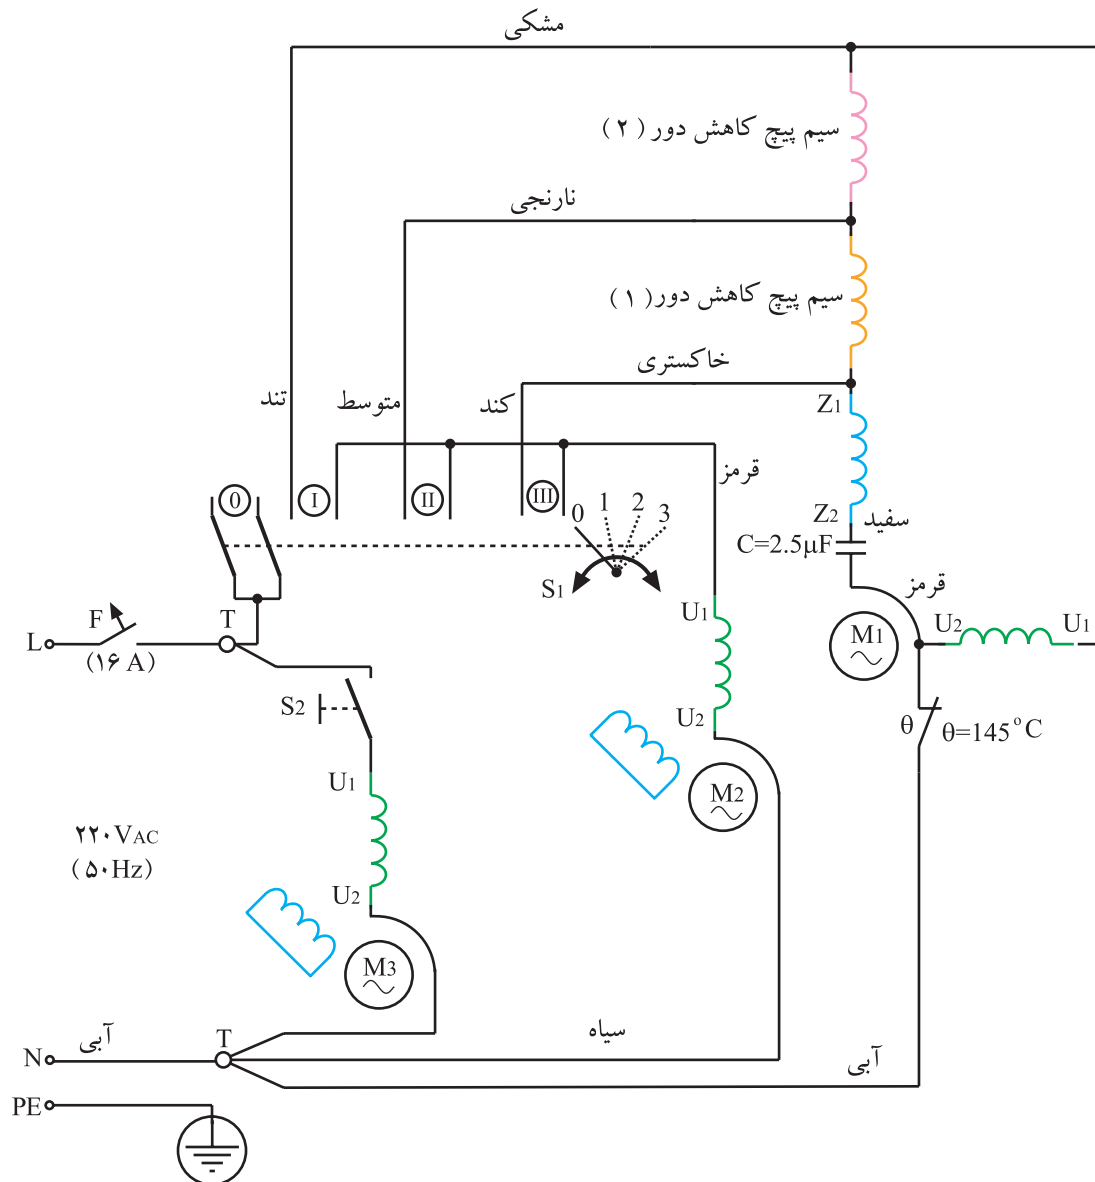 مشکی
سیم پیچ کاهش دور (۲)
نارنجی
سیم پیچ کاهش دور (۱)
خاکستری
تند
متوسط
کند
Z1
قرمز
0
I
II
III
0 1 2 3
S1
Z2
سفید
C=2.5µF
قرمز
L
F
(۱۶ A)
T
U1
M1
U2
U1
S2
U2
θ
θ=145°C
U1
M2
۲۲۰VAC
(۵۰Hz)
U2
M3
N
آبی
T
سیاه
آبی
PE